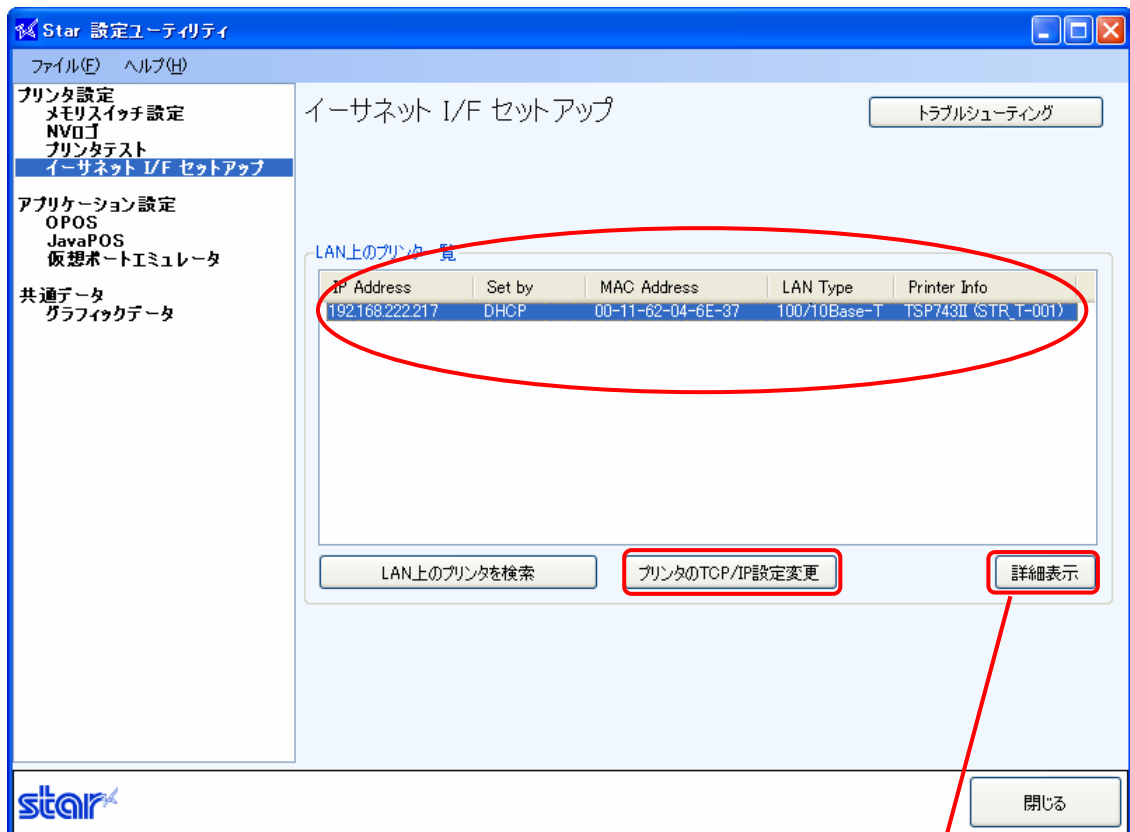 Star 設定ユーティリティ
ファイル(F) ヘルプ(H)
プリンタ設定
メモリスイッチ設定
NVロゴ
プリンタテスト
イーサネット I/F セットアップ
アプリケーション設定
OPOS
JavaPOS
仮想ポートエミュレータ
共通データ
グラフィックデータ
イーサネット I/F セットアップ
トラブルシューティング
LAN上のプリンター覧
IP Address Set by MAC Address LAN Type Printer Info
192.168.222.217 DHCP 00-11-62-04-6E-37 100/10Base-T TSP743II (STR_T-001)
LAN上のプリンタを検索
プリンタのTCP/IP設定変更
詳細表示
star
閉じる